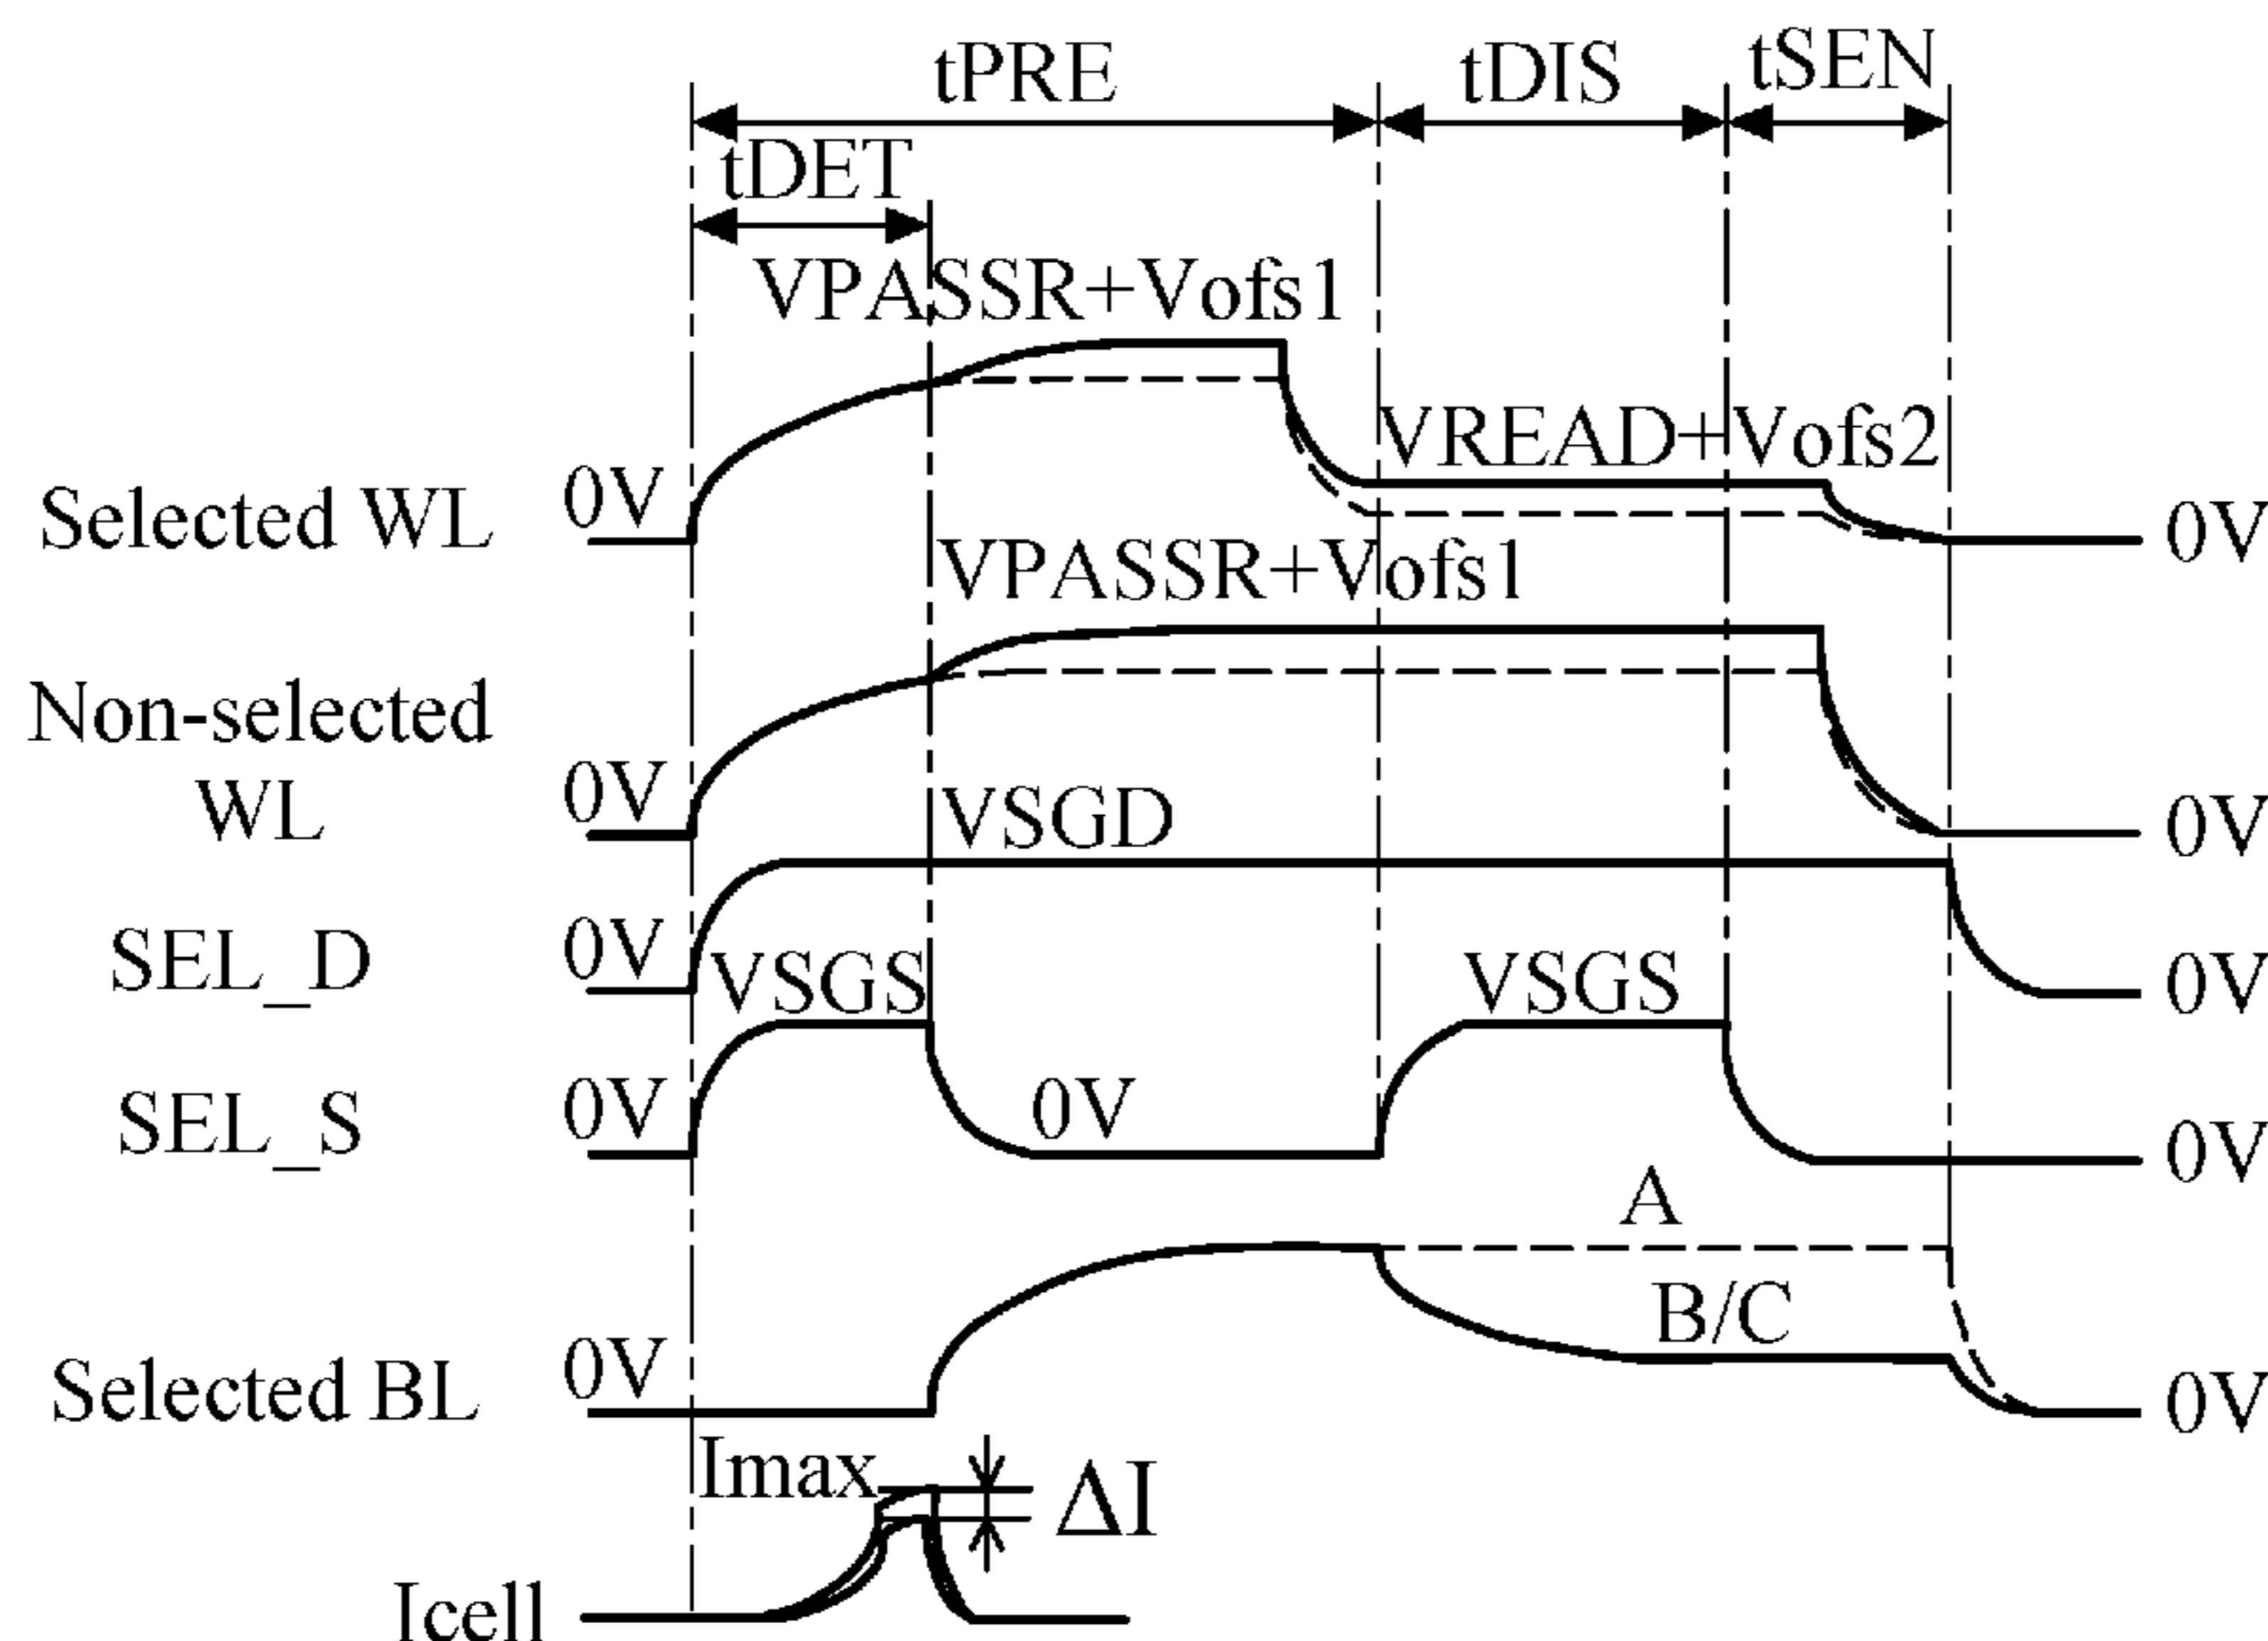 tPRE tDIS tSEN
tDET
VPASSR+Vofs1
VREAD+Vofs2
Selected WL 0V 0V
VPASSR+Vofs1
Non-selected
WL 0V 0V
VSGD
SEL_D 0V 0V
VSGS VSGS
SEL_S 0V 0V 0V
A
B/C
Selected BL 0V 0V
Imax ΔI
Icell